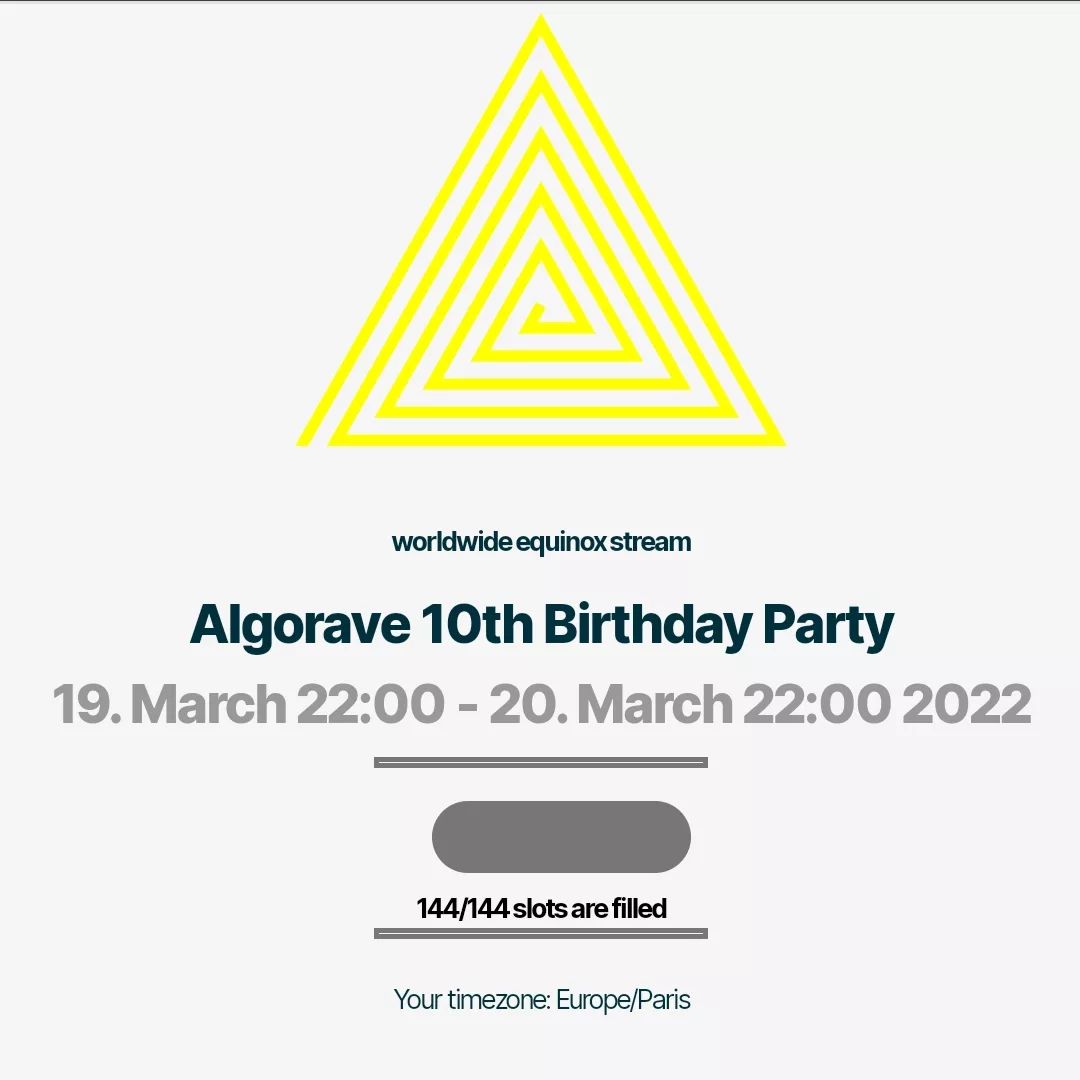 worldwide equinox stream
Algorave 10th Birthday Party
19. March 22:00 - 20. March 22:00 2022
144/144 slots are filled
Your timezone: Europe/Paris